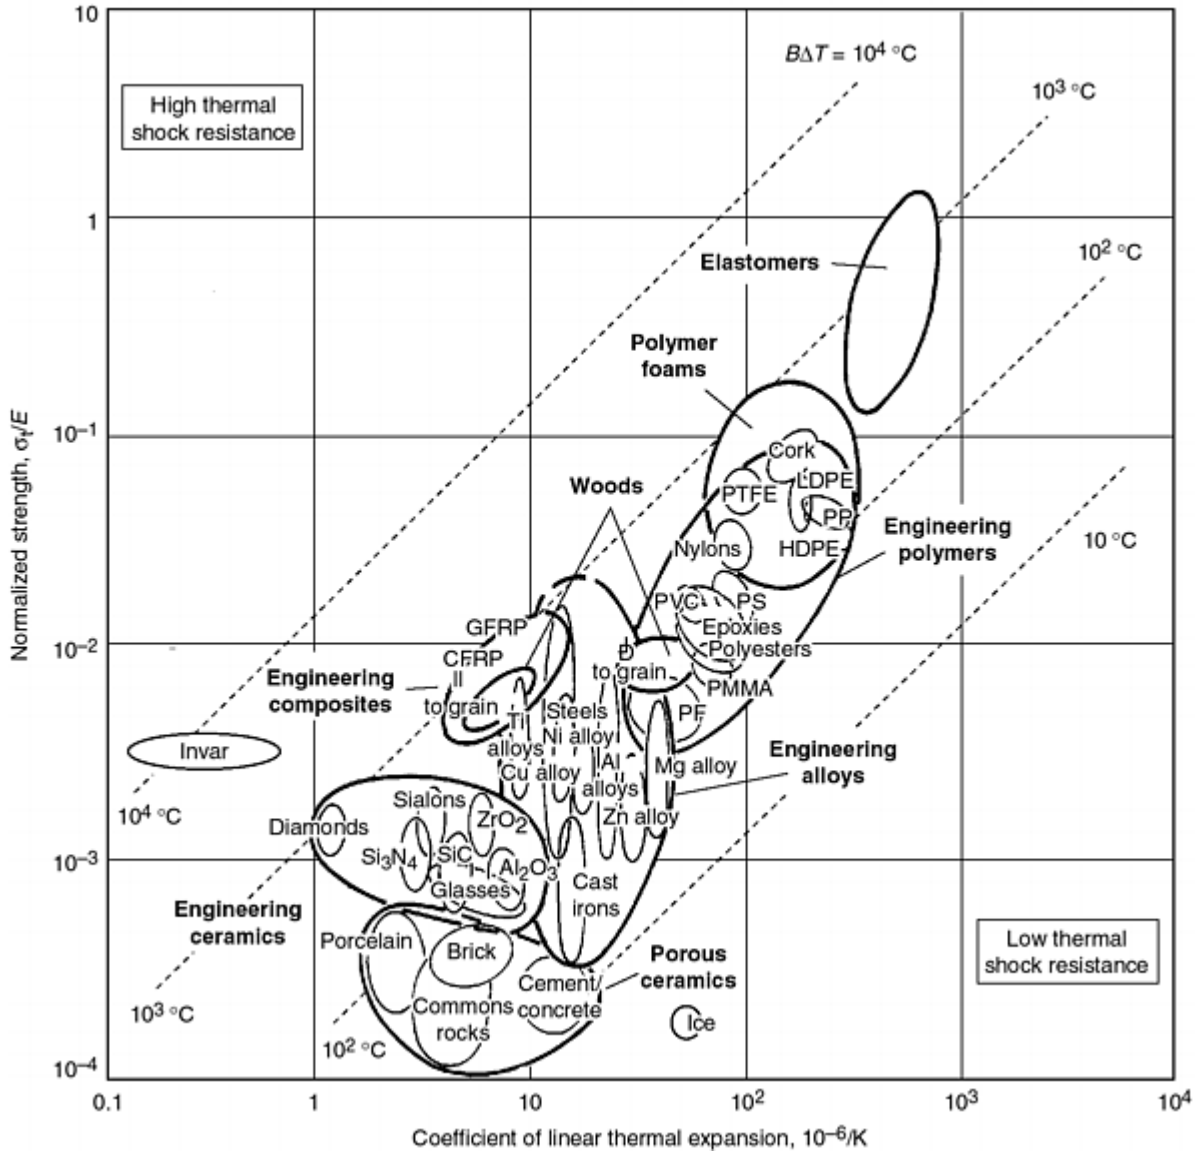 10
1
10⁻¹
10⁻²
10⁻³
10⁻⁴
Normalized strength, σt/E
High thermal
shock resistance
BΔT = 10⁴ °C
10³ °C
10² °C
10 °C
Elastomers
Polymer
foams
Cork
LDPE
PTFE
PP
Woods
Engineering
polymers
Nylons
HDPE
PVC
PS
GFRP
Epoxies
Polyesters
CFRP
II
to grain
to grain
PMMA
Engineering
composites
PF
Ti
alloys
Steels
Ni alloy
Al
alloys
Mg alloy
Engineering
alloys
Invar
Cu alloy
Zn alloy
10⁴ °C
Sialons
ZrO₂
Diamonds
Si₃N₄
SiC
Al₂O₃
Glasses
Cast
irons
Engineering
ceramics
Porcelain
Brick
Porous
ceramics
Low thermal
shock resistance
Cement/
concrete
Commons
rocks
Ice
10³ °C
10² °C
0.1
1
10
10²
10³
10⁴
Coefficient of linear thermal expansion, 10⁻⁶/K